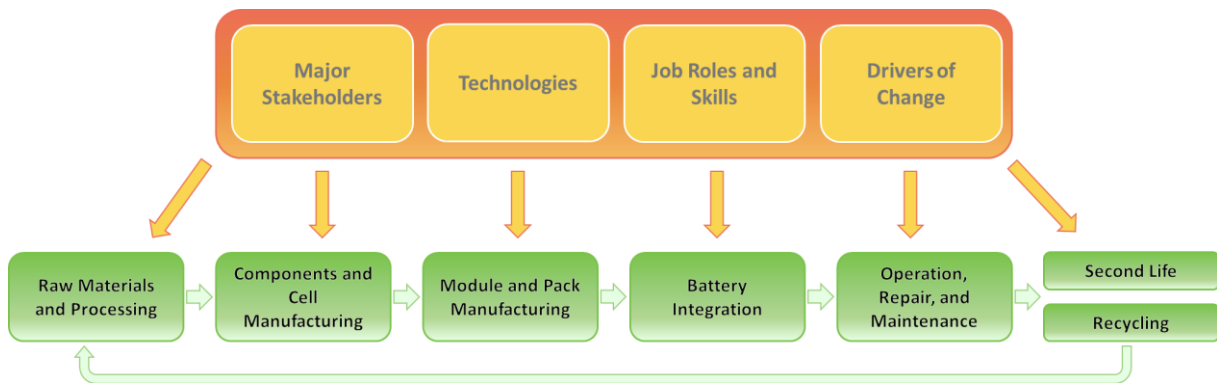 Major
Stakeholders
Technologies
Job Roles and
Skills
Drivers of
Change
Raw Materials
and Processing
Components and
Cell
Manufacturing
Module and Pack
Manufacturing
Battery
Integration
Operation,
Repair, and
Maintenance
Second Life
Recycling